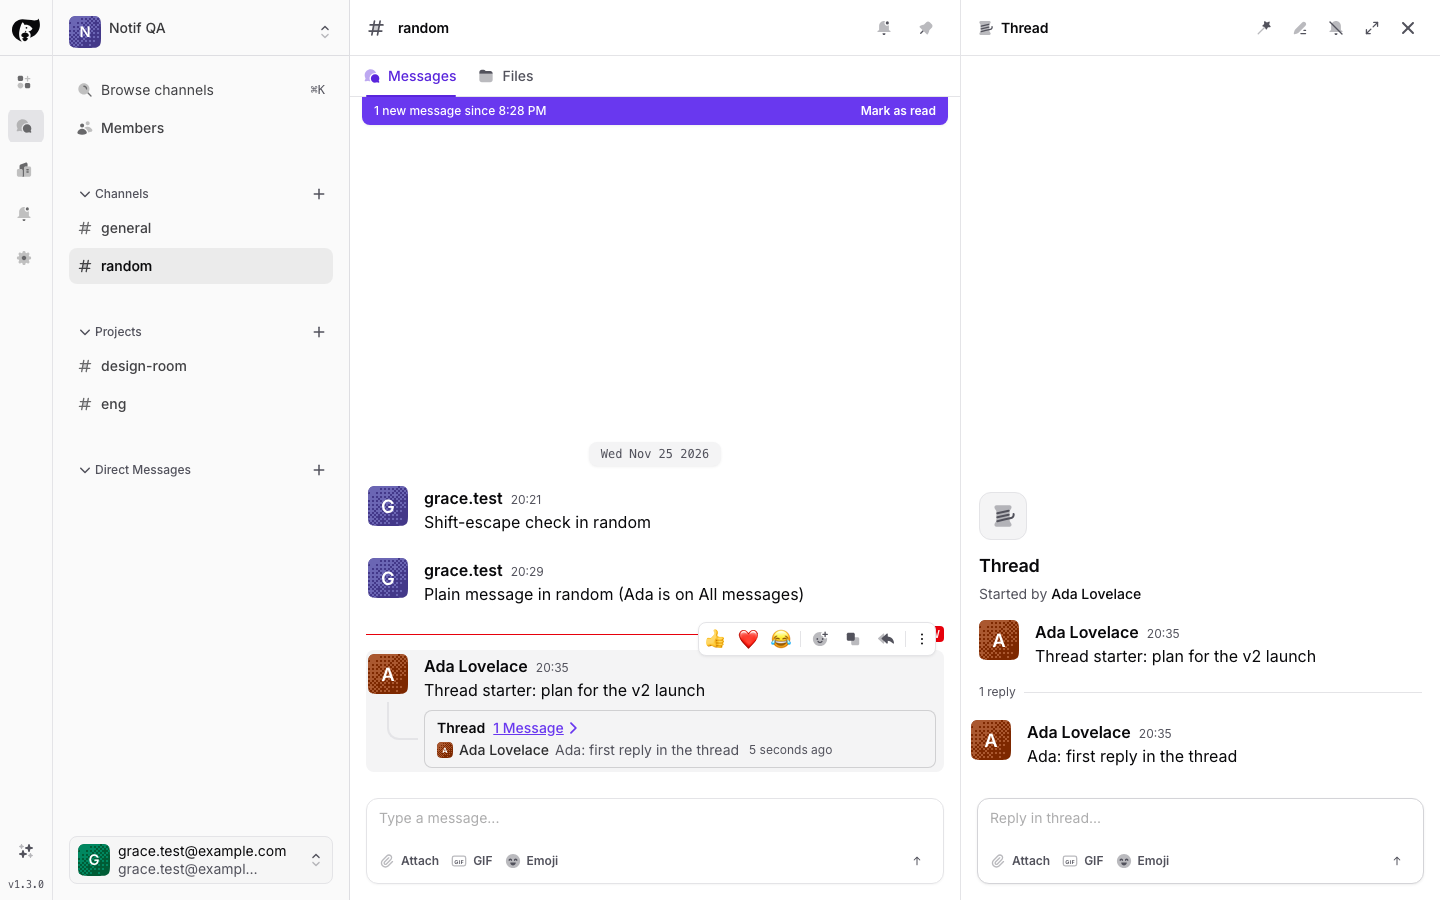 N
Notif QA
Browse channels
⌘K
Members
Channels
general
random
Projects
design-room
eng
Direct Messages
G
grace.test@example.com
grace.test@exampl...
v1.3.0
random
Messages
Files
1 new message since 8:28 PM
Mark as read
Wed Nov 25 2026
G
grace.test 20:21
Shift-escape check in random
G
grace.test 20:29
Plain message in random (Ada is on All messages)
A
Ada Lovelace 20:35
Thread starter: plan for the v2 launch
Thread 1 Message
A Ada Lovelace Ada: first reply in the thread 5 seconds ago
Type a message...
Attach
GIF GIF
Emoji
Thread
Thread
Started by Ada Lovelace
A
Ada Lovelace 20:35
Thread starter: plan for the v2 launch
1 reply
A
Ada Lovelace 20:35
Ada: first reply in the thread
Reply in thread...
Attach
GIF GIF
Emoji